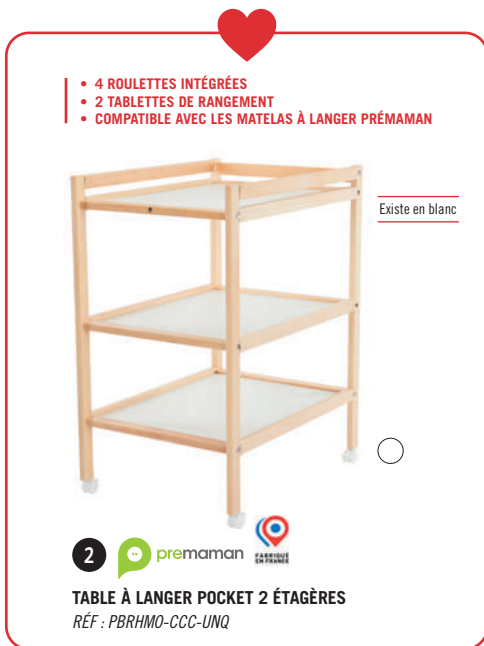 • 4 ROULETTES INTÉGRÉES
• 2 TABLETTES DE RANGEMENT
• COMPATIBLE AVEC LES MATELAS À LANGER PRÉMAMAN
Existe en blanc
2 premaman FABRIQUÉ
EN FRANCE
TABLE À LANGER POCKET 2 ÉTAGÈRES
RÉF : PBRHMO-CCC-UNQ